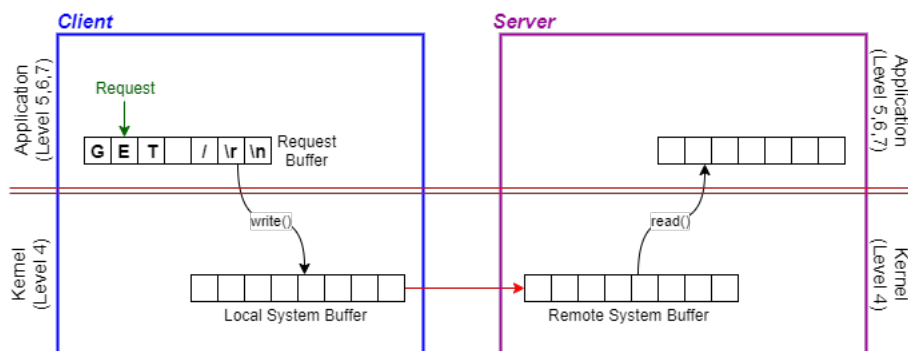 Client
Server
Application
(Level 5,6,7)
Request
G E T / \r \n
Request
Buffer
Application
(Level 5,6,7)
write()
read()
Kernel
(Level 4)
Local System Buffer
Remote System Buffer
Kernel
(Level 4)